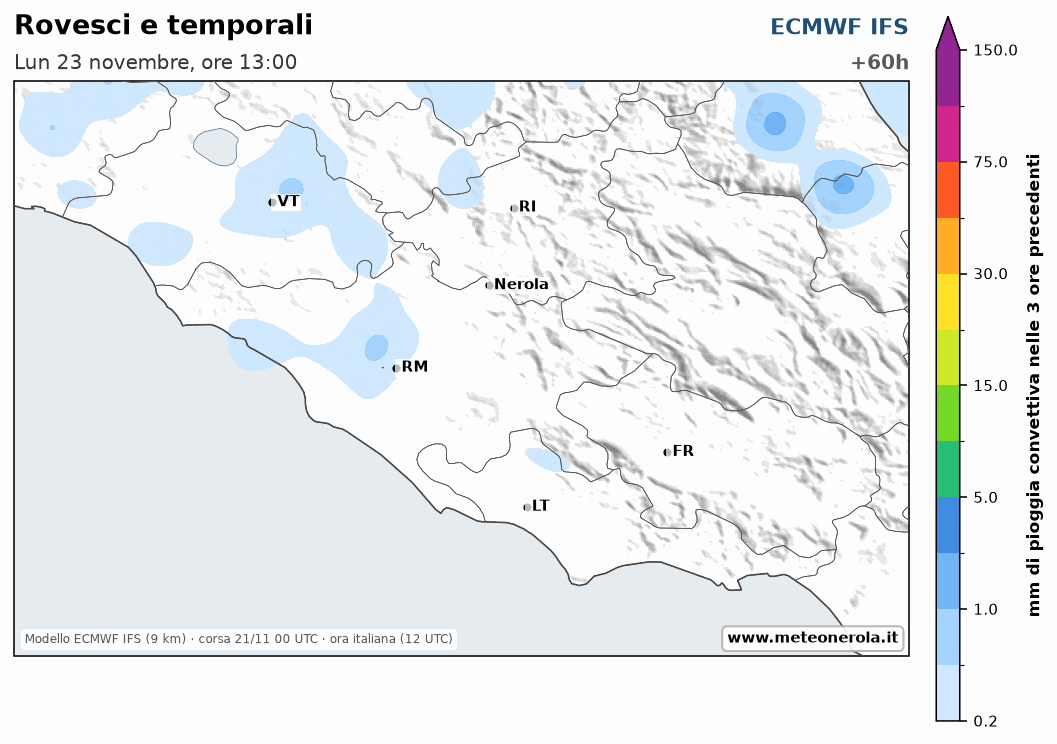 Rovesci e temporali
ECMWF IFS
Lun 23 novembre, ore 13:00
+60h
VT
RI
Nerola
RM
FR
LT
Modello ECMWF IFS (9 km) · corsa 21/11 00 UTC · ora italiana (12 UTC)
www.meteonerola.it
150.0
75.0
30.0
15.0
5.0
1.0
0.2
mm di pioggia convettiva nelle 3 ore precedenti